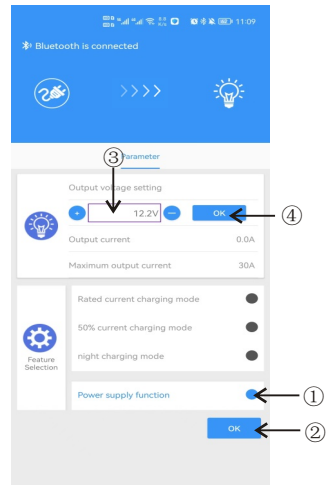 11:09
Bluetooth is connected
>>>>
Parameter
③
Output voltage setting
+ 12.2V − OK
④
Output current 0.0A
Maximum output current 30A
Rated current charging mode
50% current charging mode
night charging mode
Feature
Selection
Power supply function
①
OK
②